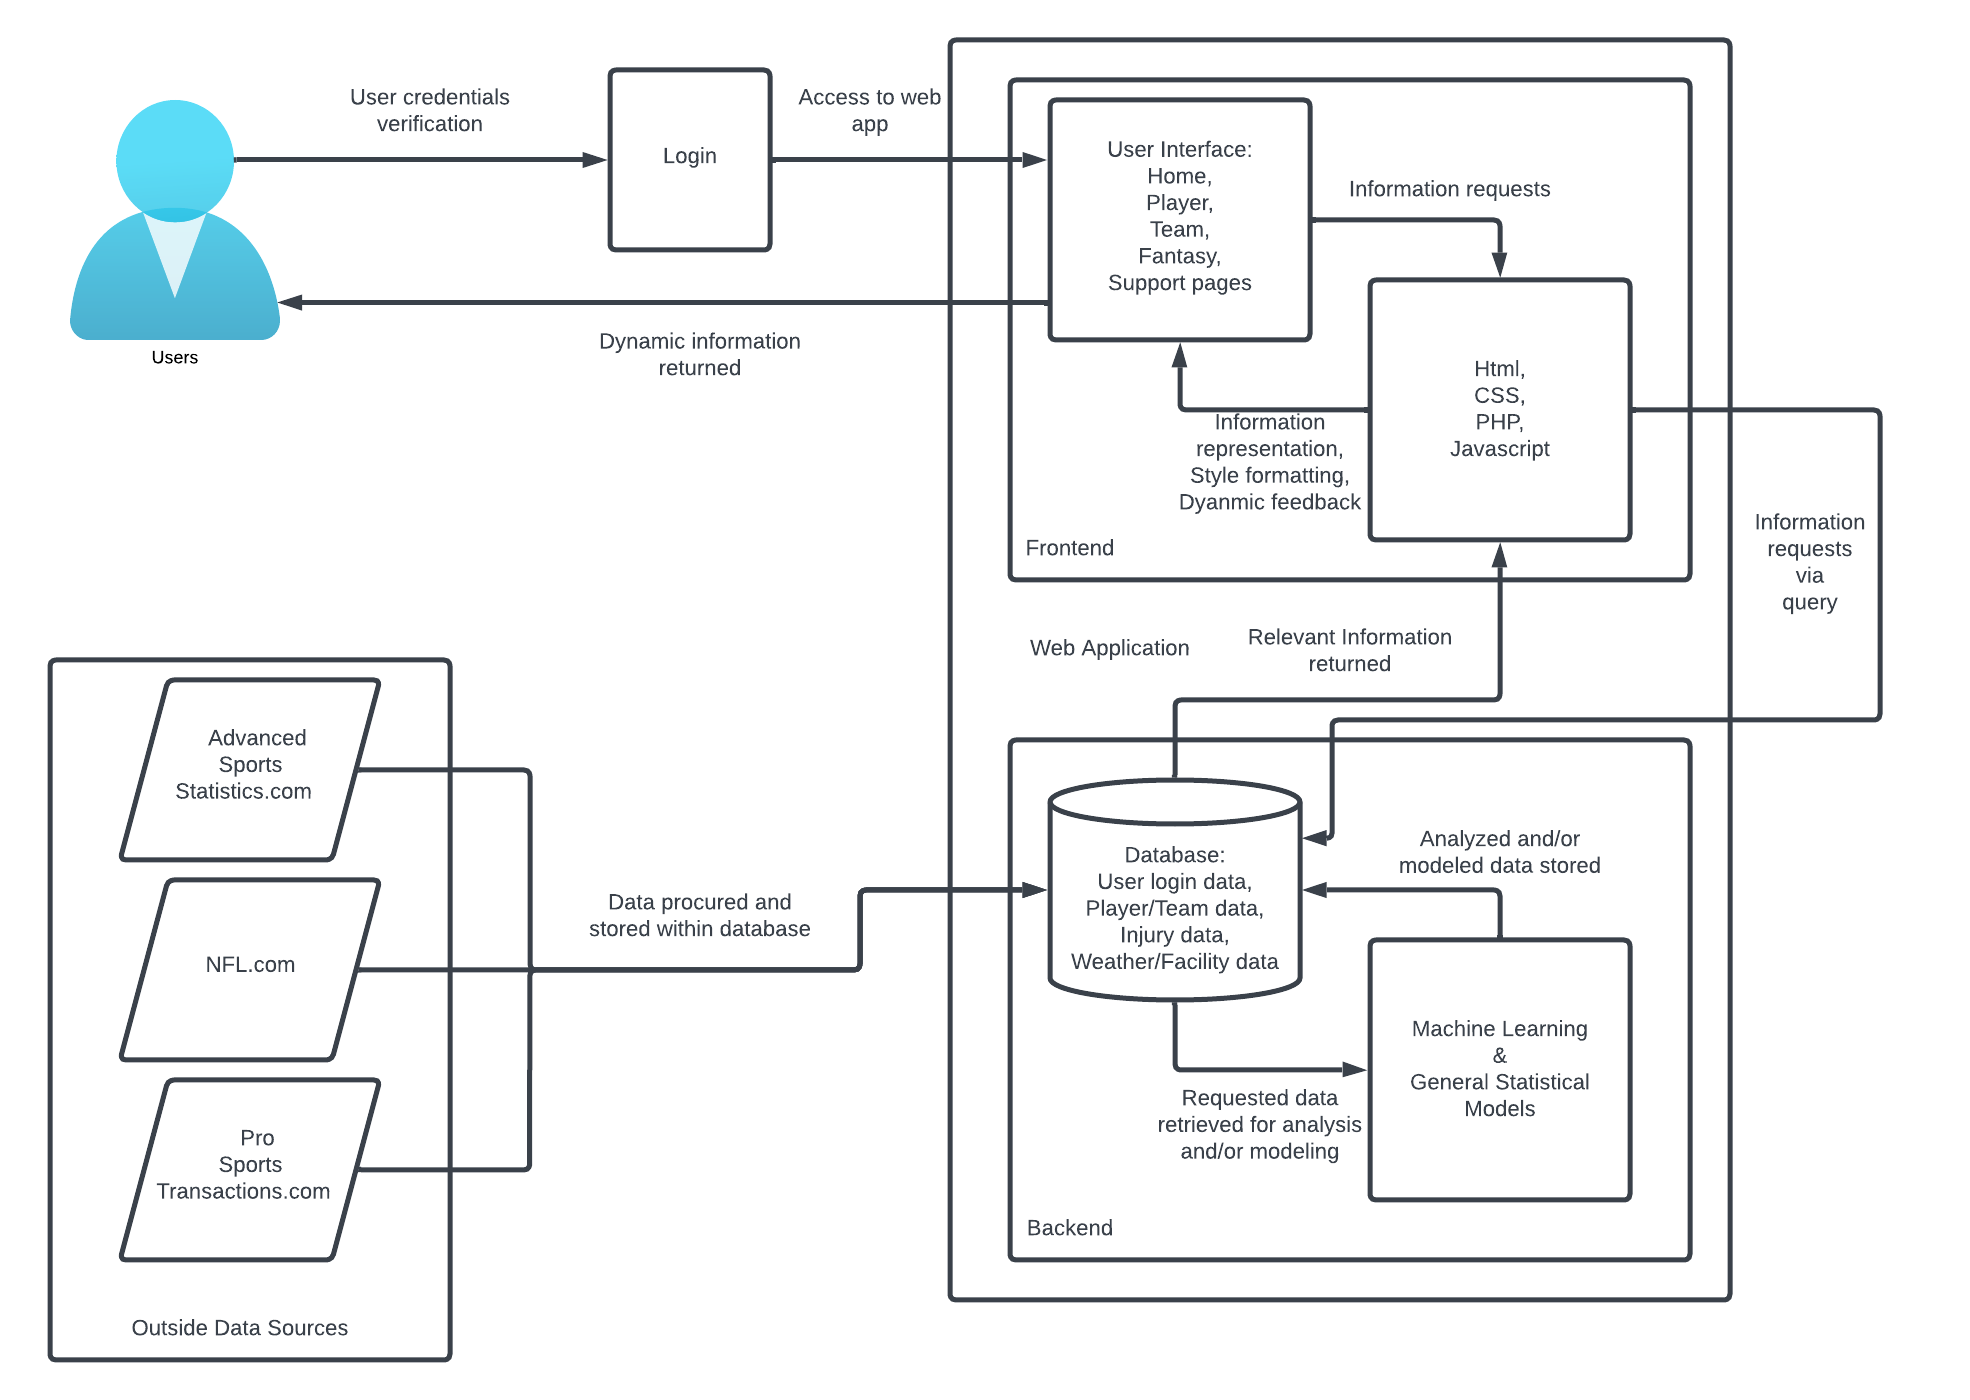 User credentials
verification
Login
Access to web
app
Users
Dynamic information
returned
User Interface:
Home,
Player,
Team,
Fantasy,
Support pages
Information requests
Html,
CSS,
PHP,
Javascript
Information
representation,
Style formatting,
Dyanmic feedback
Frontend
Information
requests
via
query
Web Application
Relevant Information
returned
Advanced
Sports
Statistics.com
NFL.com
Pro
Sports
Transactions.com
Outside Data Sources
Data procured and
stored within database
Database:
User login data,
Player/Team data,
Injury data,
Weather/Facility data
Analyzed and/or
modeled data stored
Machine Learning
&
General Statistical
Models
Requested data
retrieved for analysis
and/or modeling
Backend